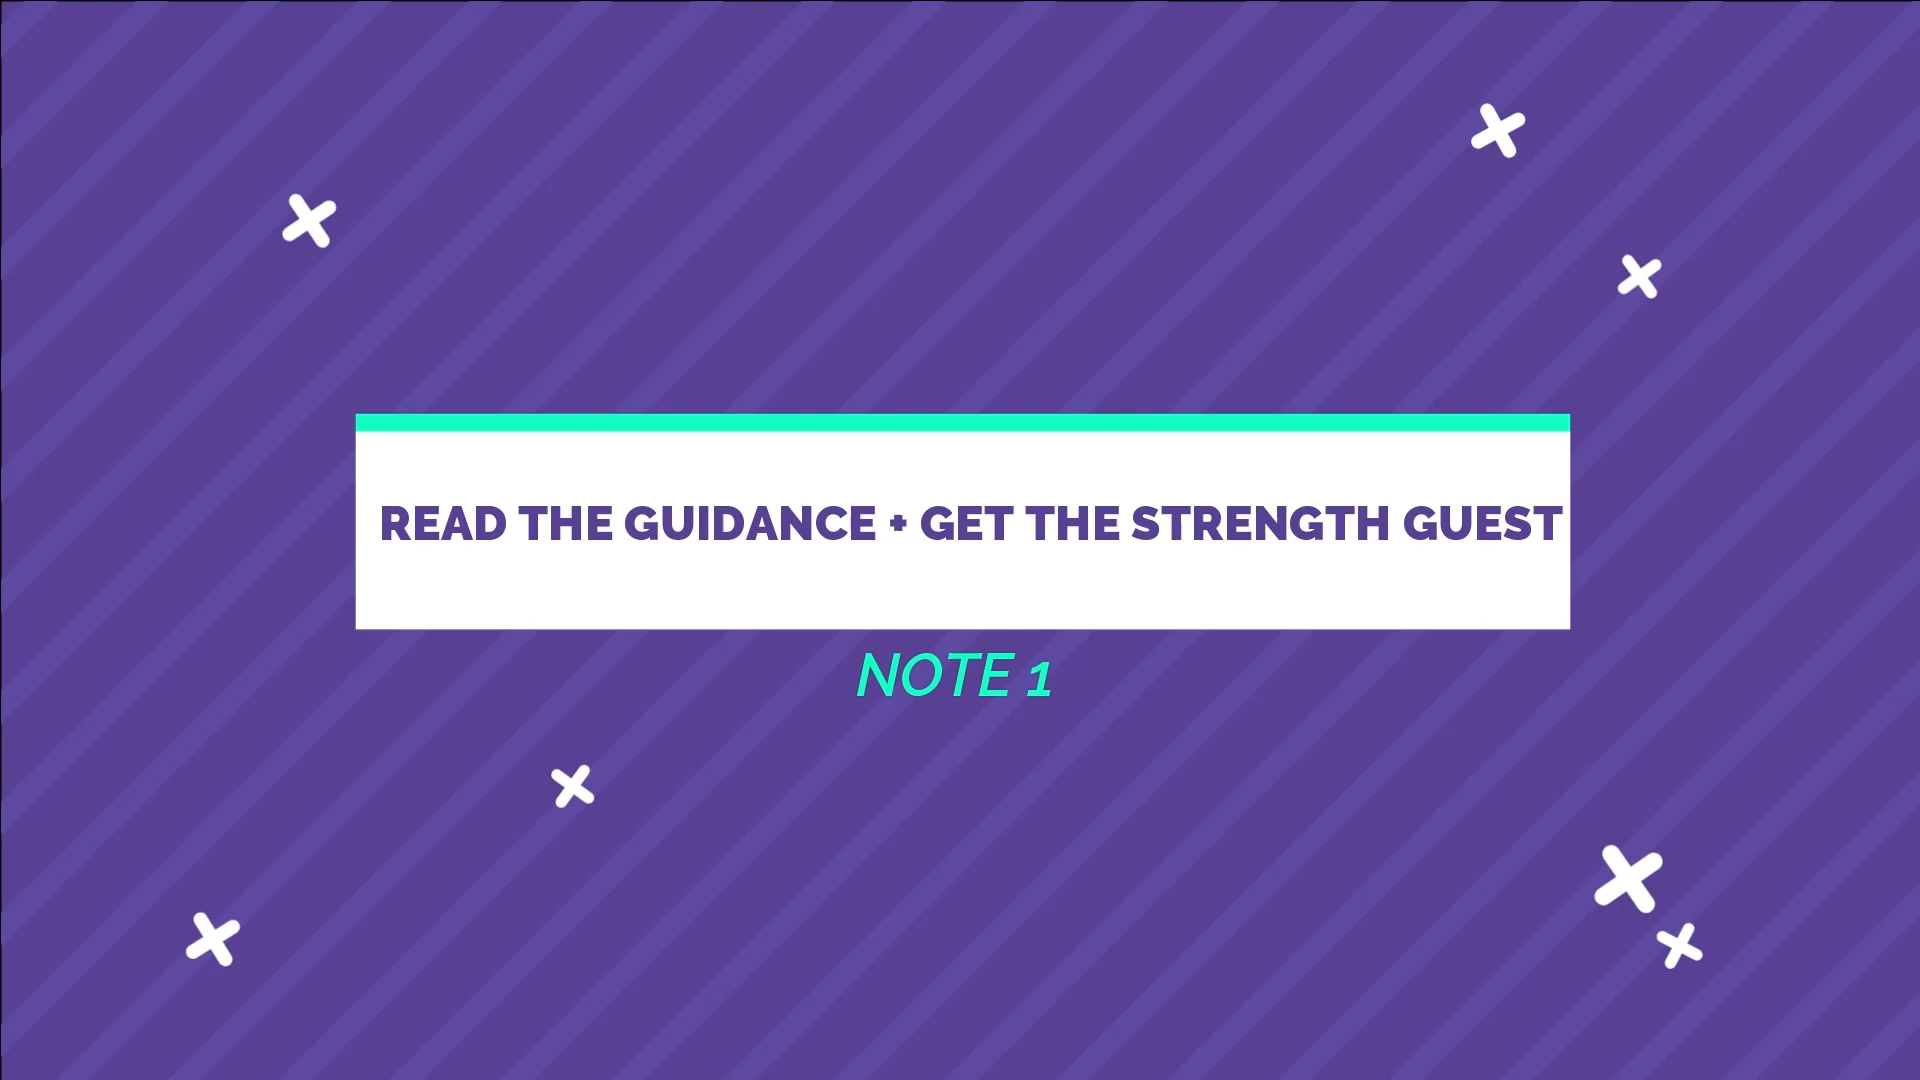 READ THE GUIDANCE + GET THE STRENGTH GUEST
NOTE 1